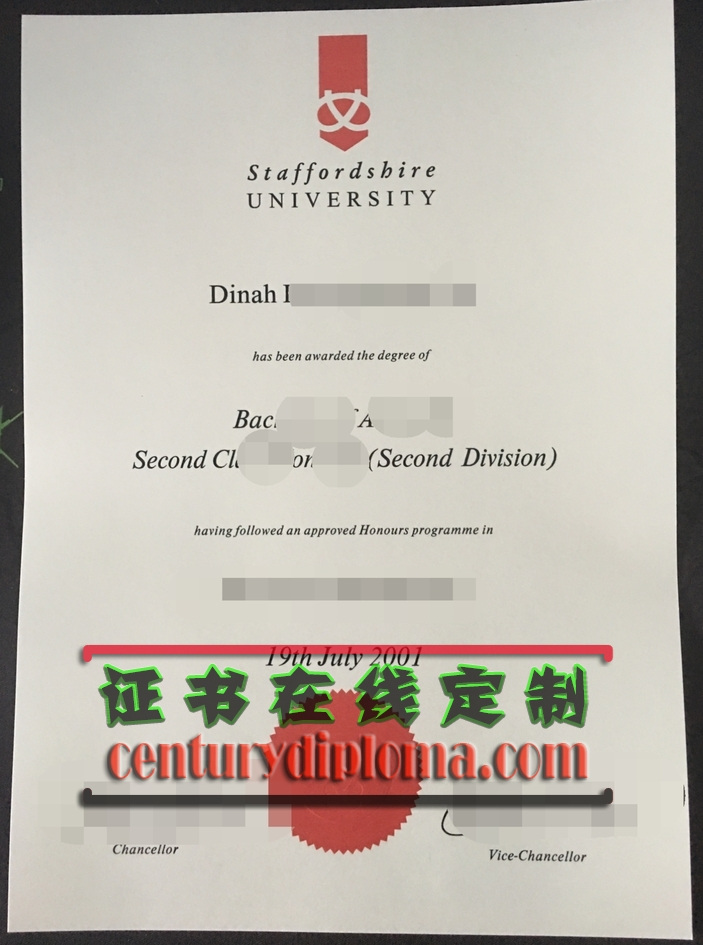 Staffordshire
UNIVERSITY
Dinah
has been awarded the degree of
Second (Second Division)
having followed an approved Honours programme in
19th July 2001
证书在线定制
centurydiploma.com
Chancellor
Vice-Chancellor